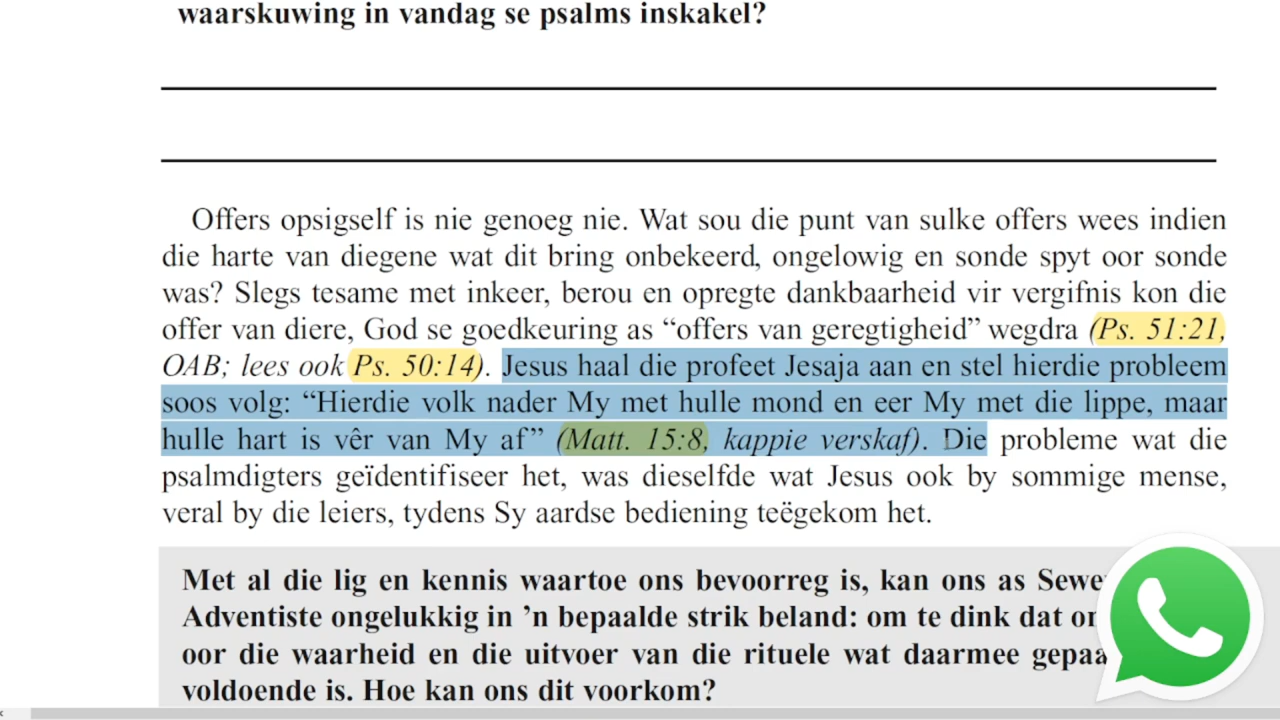 waarskuwing in vandag se psalms inskakel?
Offers opsigself is nie genoeg nie. Wat sou die punt van sulke offers wees indien
die harte van diegene wat dit bring onbekeerd, ongelowig en sonde spyt oor sonde
was? Slegs tesame met inkeer, berou en opregte dankbaarheid vir vergifnis kon die
offer van diere, God se goedkeuring as “offers van geregtigheid” wegdra (Ps. 51:21,
OAB; lees ook Ps. 50:14). Jesus haal die profeet Jesaja aan en stel hierdie probleem
soos volg: “Hierdie volk nader My met hulle mond en eer My met die lippe, maar
hulle hart is vêr van My af” (Matt. 15:8, kappie verskaf). Die probleme wat die
psalmdigters geïdentifiseer het, was dieselfde wat Jesus ook by sommige mense,
veral by die leiers, tydens Sy aardse bediening teëgekom het.
Met al die lig en kennis waartoe ons bevoorreg is, kan ons as
Adventiste ongelukkig in ’n bepaalde strik beland: om te dink dat
oor die waarheid en die uitvoer van die rituele wat daarmee
voldoende is. Hoe kan ons dit voorkom?